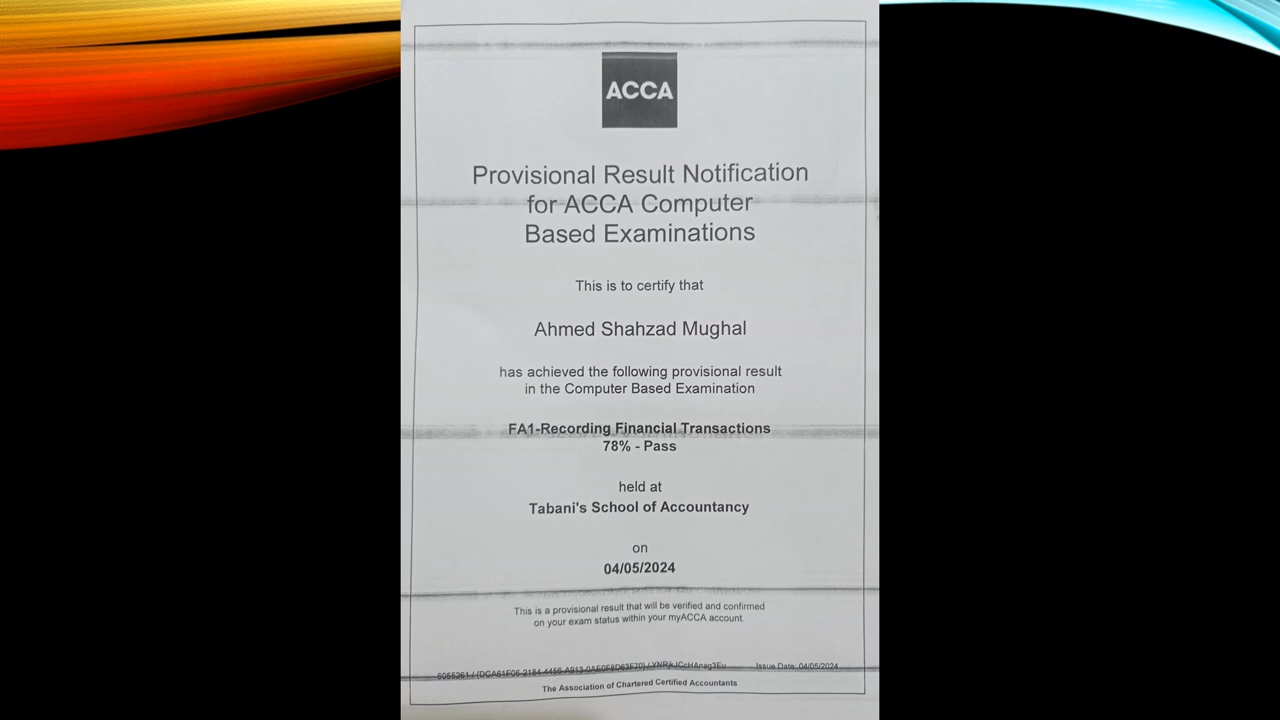 ACCA
Provisional Result Notification
for ACCA Computer
Based Examinations
This is to certify that
Ahmed Shahzad Mughal
has achieved the following provisional result
in the Computer Based Examination
FA1-Recording Financial Transactions
78% - Pass
held at
Tabani's School of Accountancy
on
04/05/2024
This is a provisional result that will be verified and confirmed
on your exam status within your myACCA account.
6055261 / Issue Date: 04/05/2024
The Association of Chartered Certified Accountants